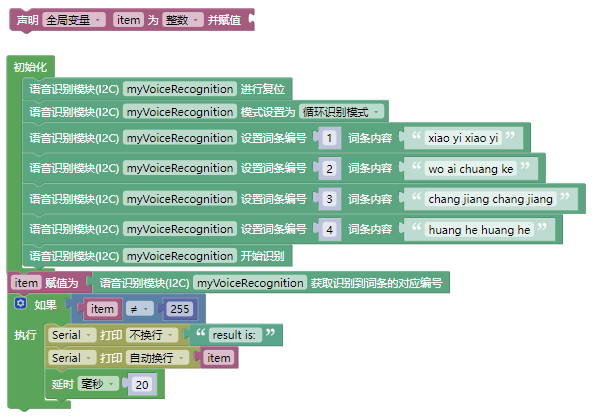 声明 全局变量 item 为 整数 并赋值
初始化
语音识别模块(I2C) myVoiceRecognition 进行复位
语音识别模块(I2C) myVoiceRecognition 模式设置为 循环识别模式
语音识别模块(I2C) myVoiceRecognition 设置词条编号 1 词条内容 “ xiao yi xiao yi ”
语音识别模块(I2C) myVoiceRecognition 设置词条编号 2 词条内容 “ wo ai chuang ke ”
语音识别模块(I2C) myVoiceRecognition 设置词条编号 3 词条内容 “ chang jiang chang jiang ”
语音识别模块(I2C) myVoiceRecognition 设置词条编号 4 词条内容 “ huang he huang he ”
语音识别模块(I2C) myVoiceRecognition 开始识别
item 赋值为 语音识别模块(I2C) myVoiceRecognition 获取识别到词条的对应编号
如果 item ≠ 255
执行 Serial 打印 不换行 “ result is: ”
Serial 打印 自动换行 item
延时 毫秒 20